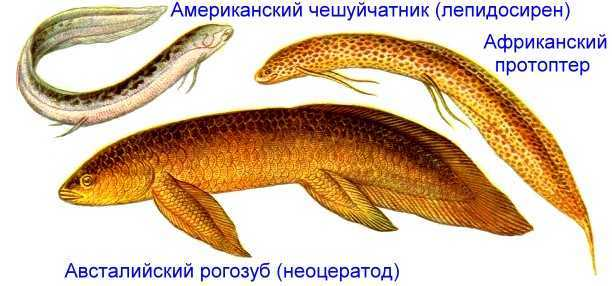 Американский чешуйчатник (лепидосирен)
Африканский
протоптер
Австалийский рогозуб (неоцератод)